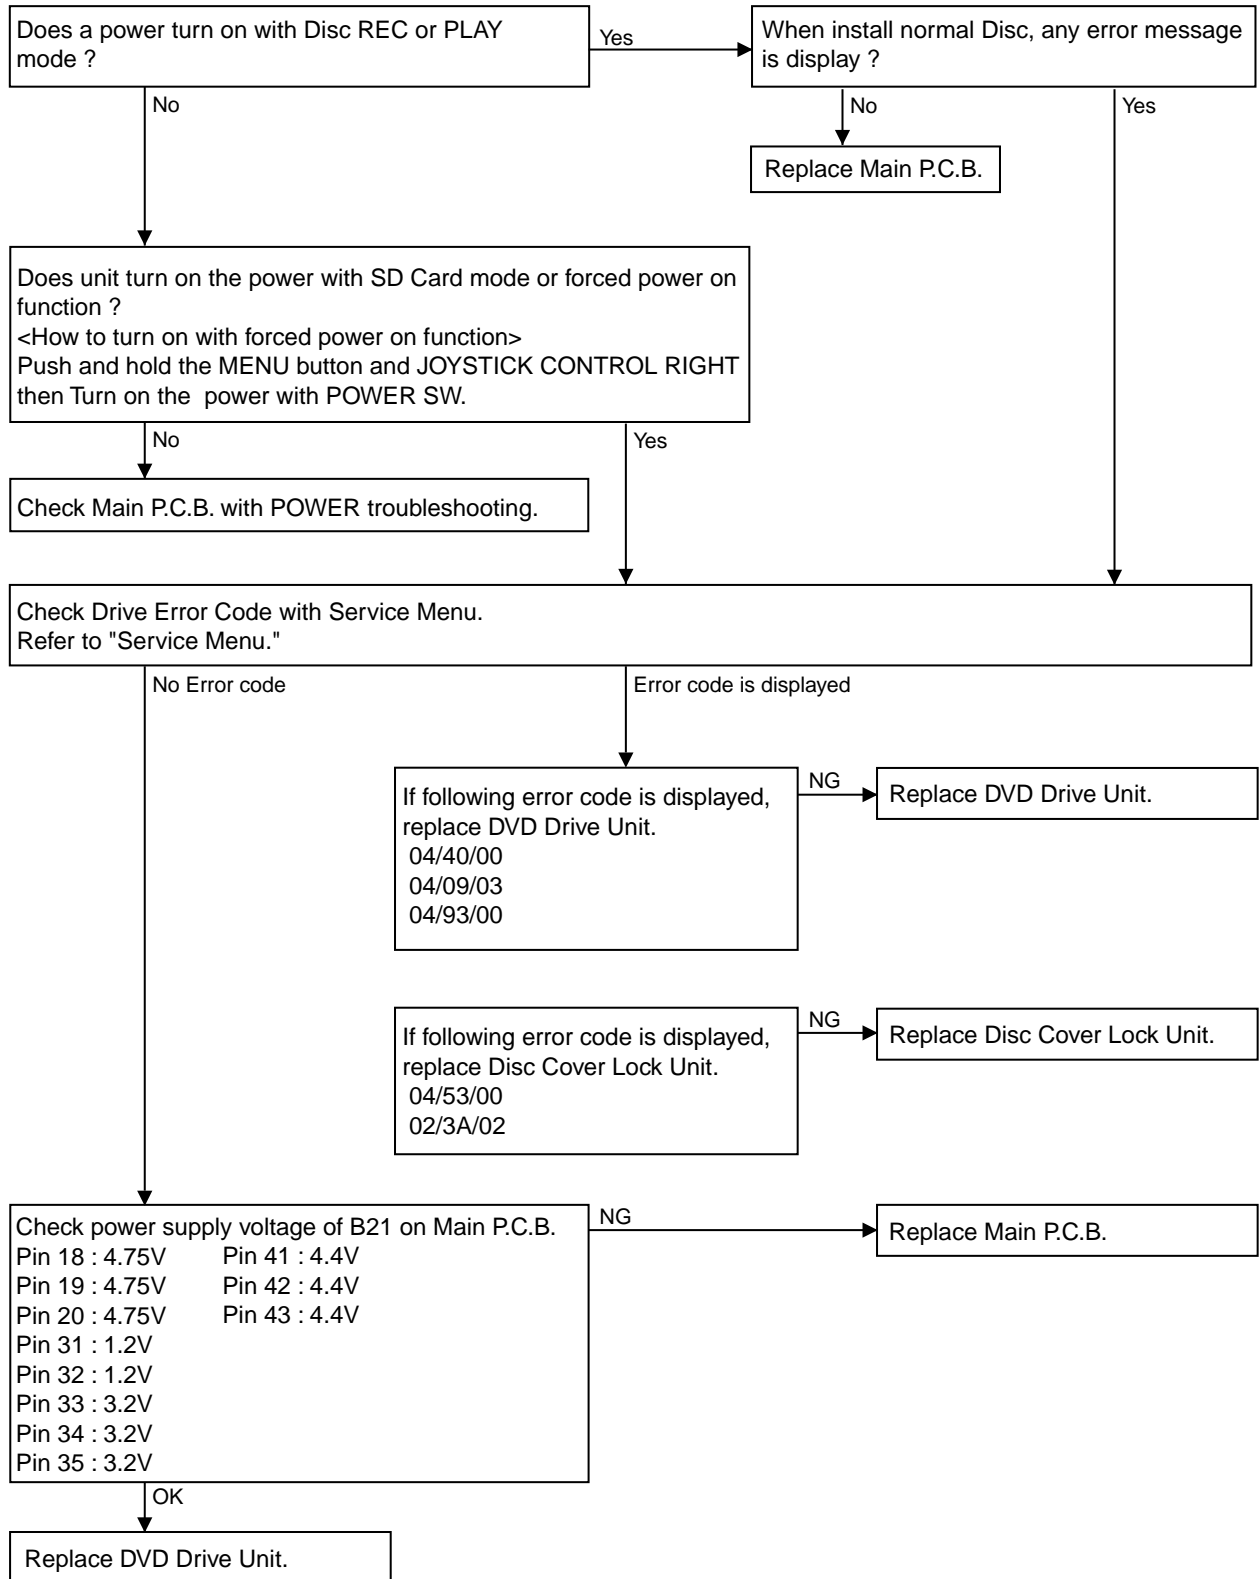 Does a power turn on with Disc REC or PLAY
mode ?
Yes
When install normal Disc, any error message
is display ?
No
No
Yes
Replace Main P.C.B.
Does unit turn on the power with SD Card mode or forced power on
function ?
<How to turn on with forced power on function>
Push and hold the MENU button and JOYSTICK CONTROL RIGHT
then Turn on the  power with POWER SW.
No
Yes
Check Main P.C.B. with POWER troubleshooting.
Check Drive Error Code with Service Menu.
Refer to "Service Menu."
No Error code
Error code is displayed
If following error code is displayed,
replace DVD Drive Unit.
04/40/00
04/09/03
04/93/00
NG
Replace DVD Drive Unit.
If following error code is displayed,
replace Disc Cover Lock Unit.
04/53/00
02/3A/02
NG
Replace Disc Cover Lock Unit.
Check power supply voltage of B21 on Main P.C.B.
Pin 18 : 4.75V Pin 41 : 4.4V
Pin 19 : 4.75V Pin 42 : 4.4V
Pin 20 : 4.75V Pin 43 : 4.4V
Pin 31 : 1.2V
Pin 32 : 1.2V
Pin 33 : 3.2V
Pin 34 : 3.2V
Pin 35 : 3.2V
NG
Replace Main P.C.B.
OK
Replace DVD Drive Unit.